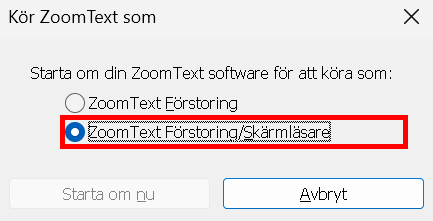 Kör ZoomText som
Starta om din ZoomText software för att köra som:
ZoomText Förstoring
ZoomText Förstoring/Skärmläsare
Starta om nu
Avbryt